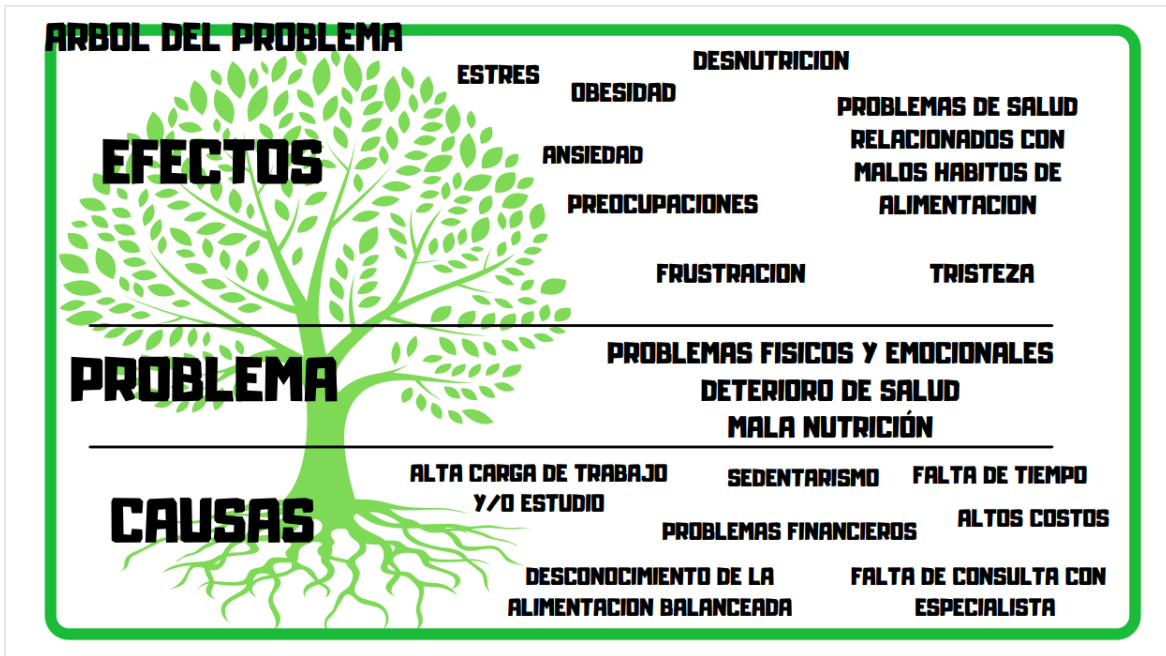 ARBOL DEL PROBLEMA
EFECTOS
ESTRES
OBESIDAD
DESNUTRICION
ANSIEDAD
PREOCUPACIONES
PROBLEMAS DE SALUD
RELACIONADOS CON
MALOS HABITOS DE
ALIMENTACION
FRUSTRACION
TRISTEZA
PROBLEMA
PROBLEMAS FISICOS Y EMOCIONALES
DETERIORO DE SALUD
MALA NUTRICIÓN
CAUSAS
ALTA CARGA DE TRABAJO
Y/O ESTUDIO
SEDENTARISMO
FALTA DE TIEMPO
PROBLEMAS FINANCIEROS
ALTOS COSTOS
DESCONOCIMIENTO DE LA
ALIMENTACION BALANCEADA
FALTA DE CONSULTA CON
ESPECIALISTA